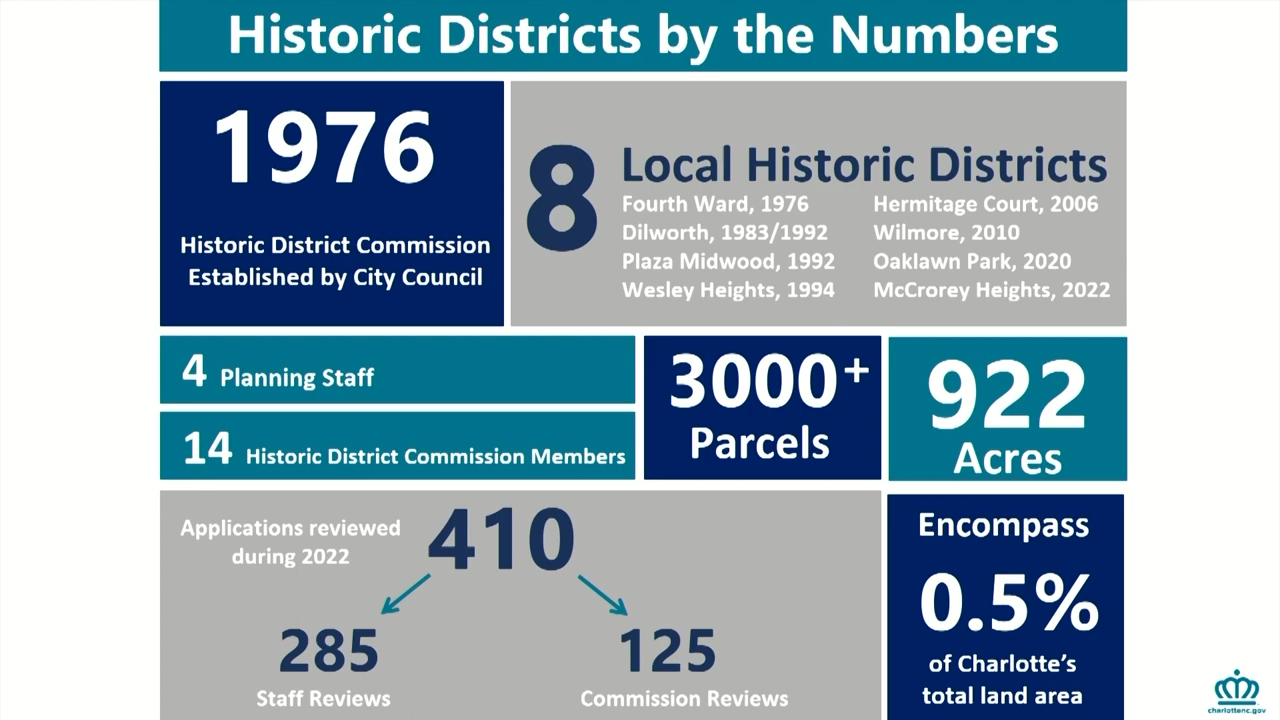 Historic Districts by the Numbers
1976
Historic District Commission
Established by City Council
8
Local Historic Districts
Fourth Ward, 1976
Dilworth, 1983/1992
Plaza Midwood, 1992
Wesley Heights, 1994
Hermitage Court, 2006
Wilmore, 2010
Oaklawn Park, 2020
McCrorey Heights, 2022
4 Planning Staff
14 Historic District Commission Members
3000+
Parcels
922
Acres
Applications reviewed
during 2022
410
285
Staff Reviews
125
Commission Reviews
Encompass
0.5%
of Charlotte's
total land area
charlottenc.gov